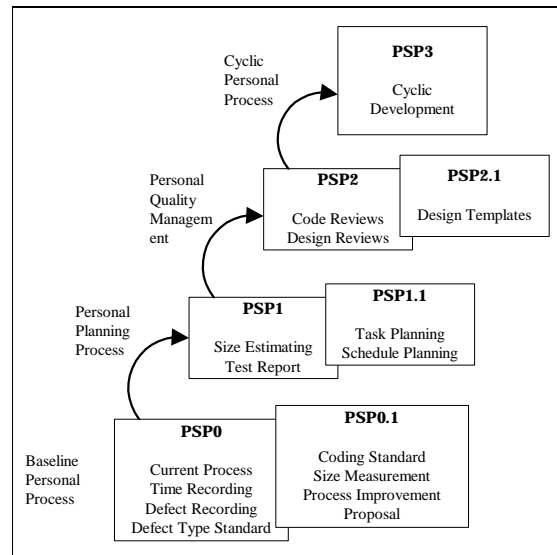 PSP3
Cyclic
Development
Cyclic
Personal
Process
PSP2
Code Reviews
Design Reviews
PSP2.1
Design Templates
Personal
Quality
Managem
ent
PSP1
Size Estimating
Test Report
PSP1.1
Task Planning
Schedule Planning
Personal
Planning
Process
PSP0
Current Process
Time Recording
Defect Recording
Defect Type Standard
PSP0.1
Coding Standard
Size Measurement
Process Improvement
Proposal
Baseline
Personal
Process